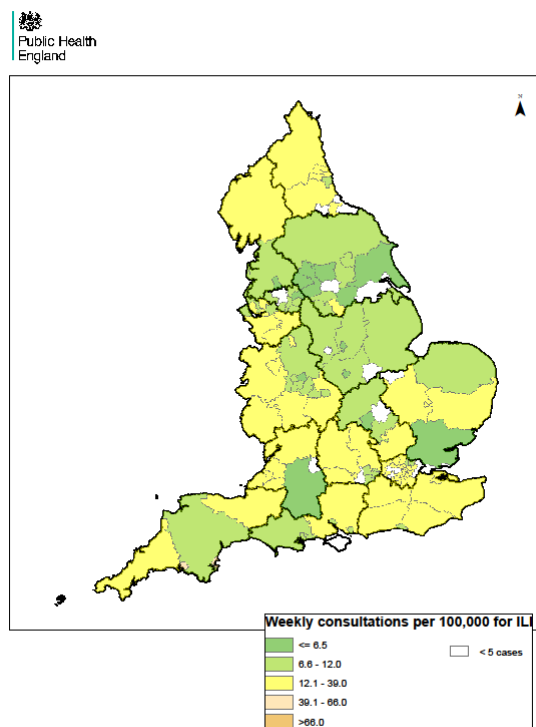 Public Health
England
N
Weekly consultations per 100,000 for ILI
<= 6.5
6.6 - 12.0
12.1 - 39.0
39.1 - 66.0
>66.0
< 5 cases